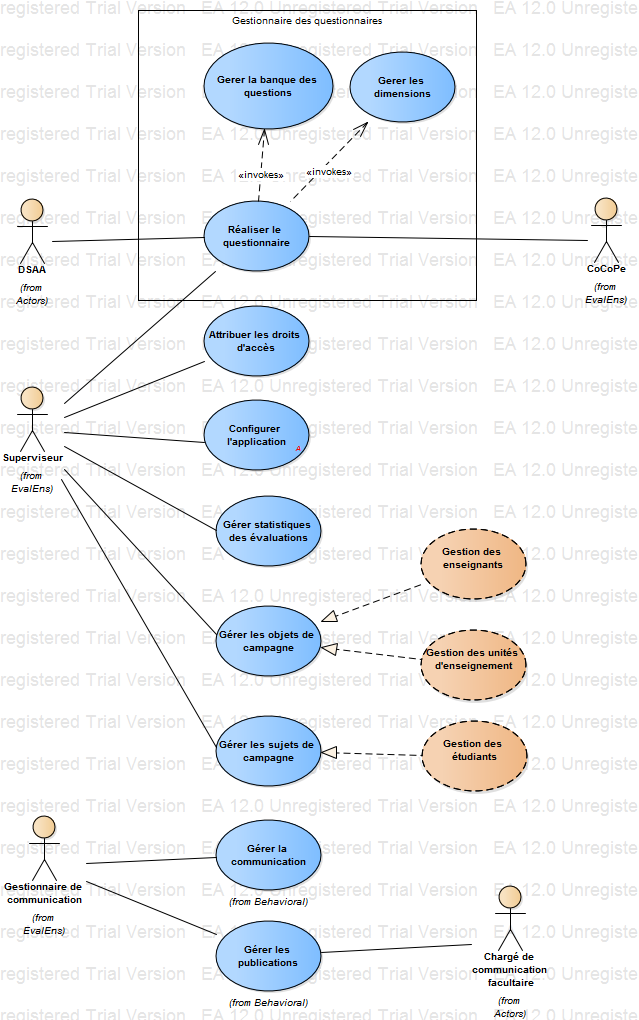 Gestionnaire des questionnaires
Gerer la banque des
questions
Gerer les
dimensions
«invokes»
«invokes»
Réaliser le
questionnaire
DSAA
(from
Actors)
CoCoPe
(from
EvalEns)
Attribuer les droits
d'accès
Superviseur
(from
EvalEns)
Configurer
l'application
A
Gérer statistiques
des évaluations
Gestion des
enseignants
Gérer les objets de
campagne
Gestion des unités
d'enseignement
Gérer les sujets de
campagne
Gestion des
étudiants
Gestionnaire de
communication
(from
EvalEns)
Gérer la
communication
(from Behavioral)
Gérer les
publications
(from Behavioral)
Chargé de
communication
facultaire
(from
Actors)
EA 12.0 Unregistered Trial Version